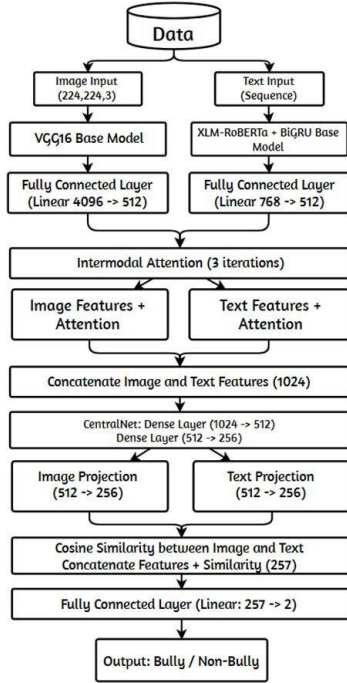 Data
Image Input
(224,224,3)
Text Input
(Sequence)
VGG16 Base Model
XLM-RoBERTa + BiGRU Base
Model
Fully Connected Layer
(Linear 4096 -> 512)
Fully Connected Layer
(Linear 768 -> 512)
Intermodal Attention (3 iterations)
Image Features +
Attention
Text Features +
Attention
Concatenate Image and Text Features (1024)
CentralNet: Dense Layer (1024 -> 512)
Dense Layer (512 -> 256)
Image Projection
(512 -> 256)
Text Projection
(512 -> 256)
Cosine Similarity between Image and Text
Concatenate Features + Similarity (257)
Fully Connected Layer (Linear: 257 -> 2)
Output: Bully / Non-Bully